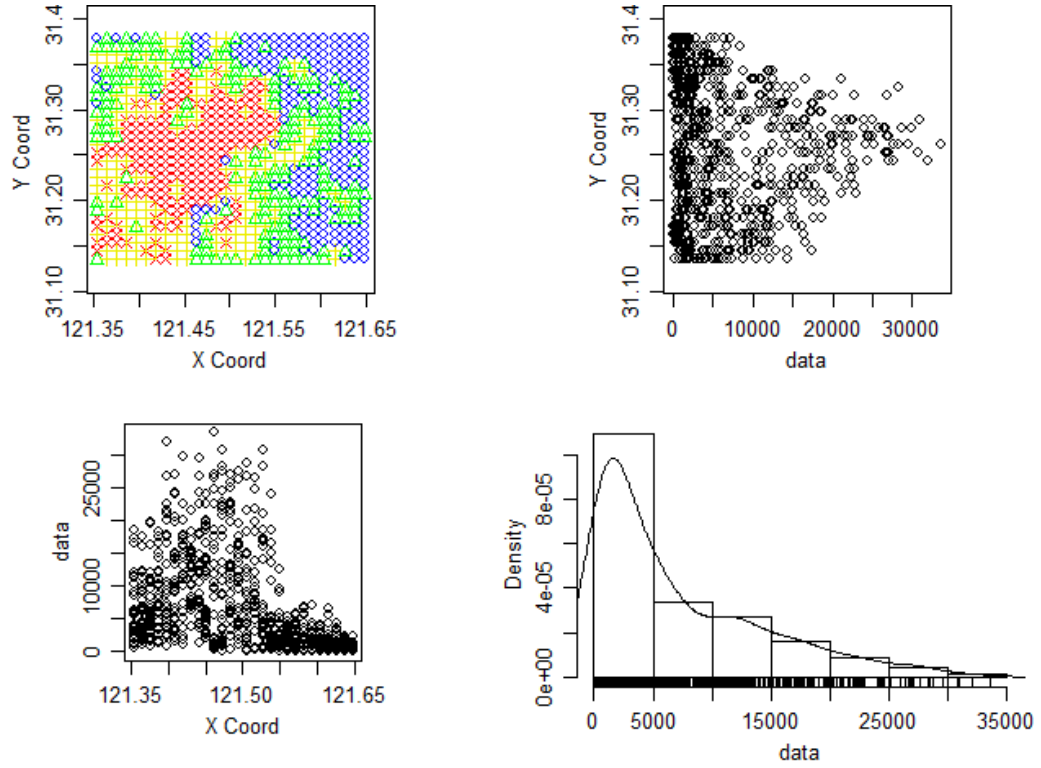 31.4
31.30
31.20
31.10
Y Coord
121.35 121.45 121.55 121.65
X Coord
31.4
31.30
31.20
31.10
Y Coord
0 10000 20000 30000
data
25000
10000
0
data
121.35 121.50 121.65
X Coord
8e-05
4e-05
0e+00
Density
0 5000 15000 25000 35000
data